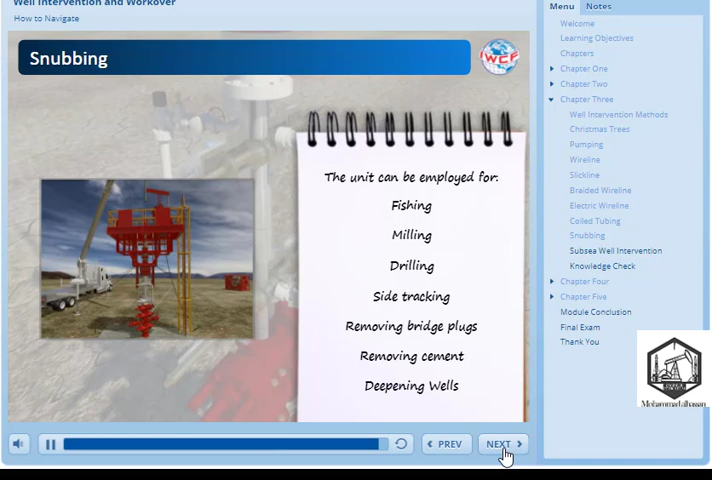 Well Intervention and Workover
How to Navigate
Snubbing
IWCF
The unit can be employed for:
Fishing
Milling
Drilling
Side tracking
Removing bridge plugs
Removing cement
Deepening Wells
PREV
NEXT
Menu
Notes
Welcome
Learning Objectives
Chapters
Chapter One
Chapter Two
Chapter Three
Well Intervention Methods
Christmas Trees
Pumping
Wireline
Slickline
Braided Wireline
Electric Wireline
Coiled Tubing
Snubbing
Subsea Well Intervention
Knowledge Check
Chapter Four
Chapter Five
Module Conclusion
Final Exam
Thank You
Mohammad.alhasan